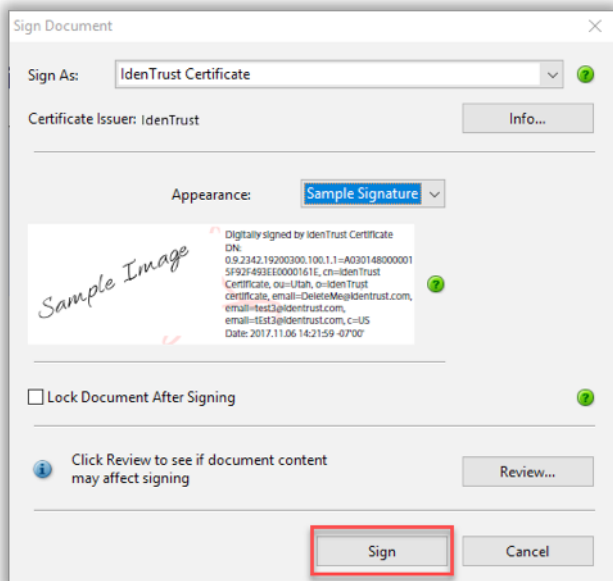 Sign Document
Sign As: IdenTrust Certificate
Certificate Issuer: IdenTrust Info...
Appearance: Sample Signature
Sample Image
Digitally signed by IdenTrust Certificate
DN:
0.9.2342.19200300.100.1.1=A030148000001
5F92F493EE0000161E, cn=IdenTrust
Certificate, ou=Utah, o=IdenTrust
certificate, email=DeleteMe@identrust.com,
email=test3@identrust.com,
email=tEst3@identrust.com, c=US
Date: 2017.11.06 14:21:59 -07'00'
Lock Document After Signing
Click Review to see if document content
may affect signing
Review...
Sign Cancel